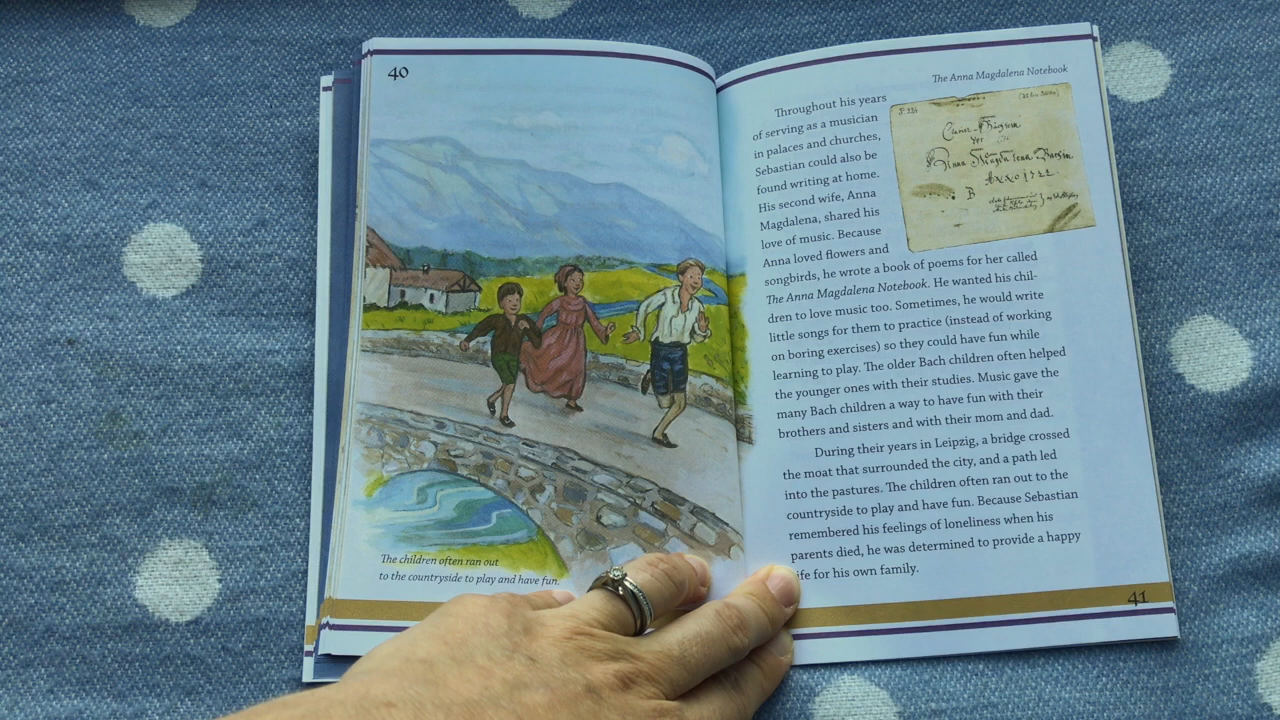 40
The children often ran out
to the countryside to play and have fun.
The Anna Magdalena Notebook
P 226
Anna Magdalena Bachin
Throughout his years
of serving as a musician
in palaces and churches,
Sebastian could also be
found writing at home.
His second wife, Anna
Magdalena, shared his
love of music. Because
Anna loved flowers and
songbirds, he wrote a book of poems for her called
The Anna Magdalena Notebook. He wanted his chil-
dren to love music too. Sometimes, he would write
little songs for them to practice (instead of working
on boring exercises) so they could have fun while
learning to play. The older Bach children often helped
the younger ones with their studies. Music gave the
many Bach children a way to have fun with their
brothers and sisters and with their mom and dad.
During their years in Leipzig, a bridge crossed
the moat that surrounded the city, and a path led
into the pastures. The children often ran out to the
countryside to play and have fun. Because Sebastian
remembered his feelings of loneliness when his
parents died, he was determined to provide a happy
life for his own family.
41